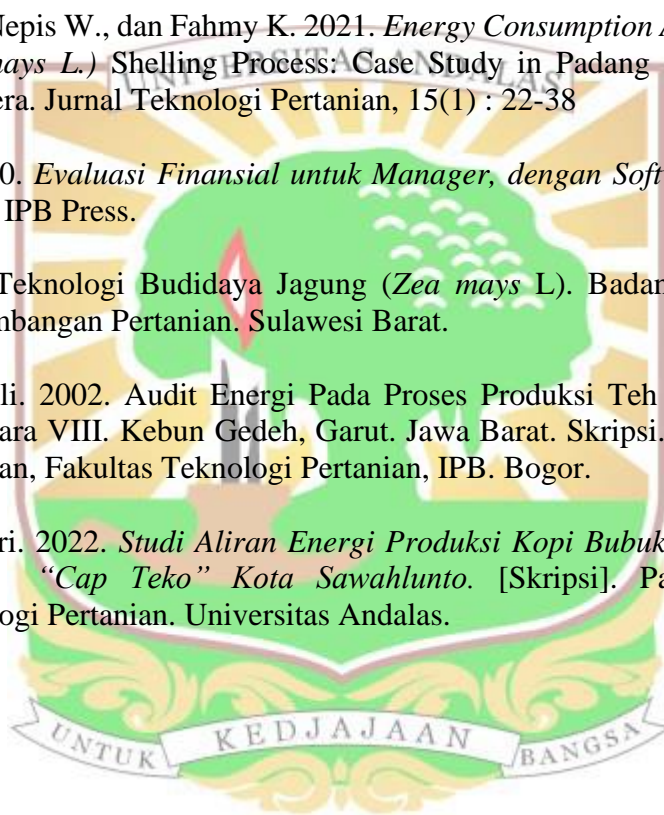 Nepis W., dan Fahmy K. 2021. Energy Consumption
mays L.) Shelling Process: Case Study in Padang
UNIVERSITAS ANDALAS
era. Jurnal Teknologi Pertanian, 15(1) : 22-38
0. Evaluasi Finansial untuk Manager, dengan Soft
IPB Press.
Teknologi Budidaya Jagung (Zea mays L). Badan
mbangan Pertanian. Sulawesi Barat.
li. 2002. Audit Energi Pada Proses Produksi Teh
ara VIII. Kebun Gedeh, Garut. Jawa Barat. Skripsi.
an, Fakultas Teknologi Pertanian, IPB. Bogor.
ri. 2022. Studi Aliran Energi Produksi Kopi Bubuk
“Cap Teko” Kota Sawahlunto. [Skripsi]. Pa
ogi Pertanian. Universitas Andalas.
UNTUK KEDJAJAAN BANGSA